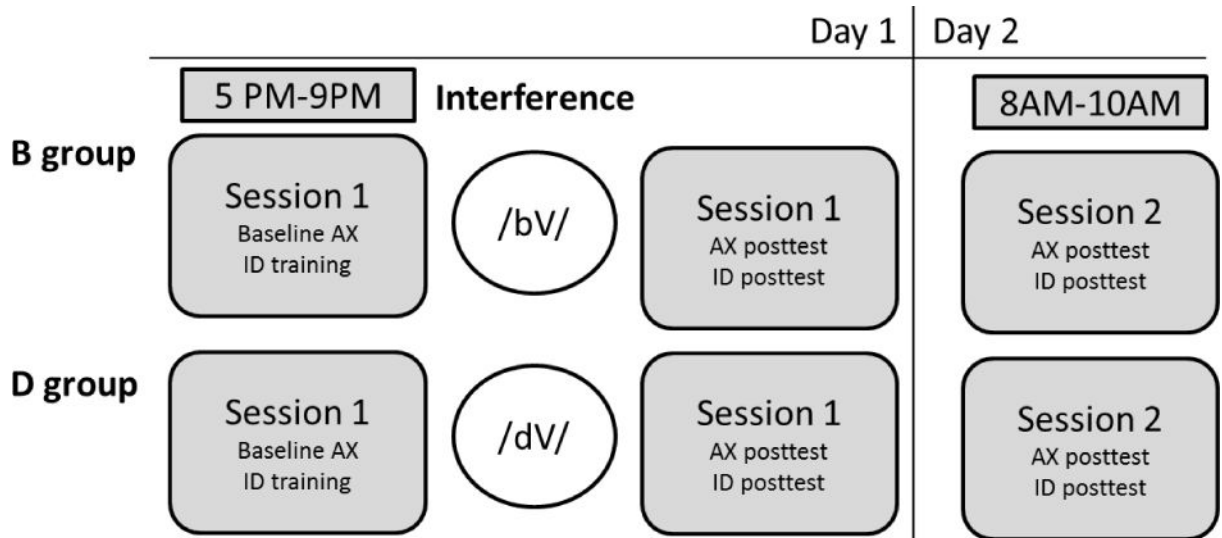 Day 1 Day 2
5 PM-9PM Interference 8AM-10AM
B group
Session 1
Baseline AX
ID training
/bV/
Session 1
AX posttest
ID posttest
Session 2
AX posttest
ID posttest
D group
Session 1
Baseline AX
ID training
/dV/
Session 1
AX posttest
ID posttest
Session 2
AX posttest
ID posttest